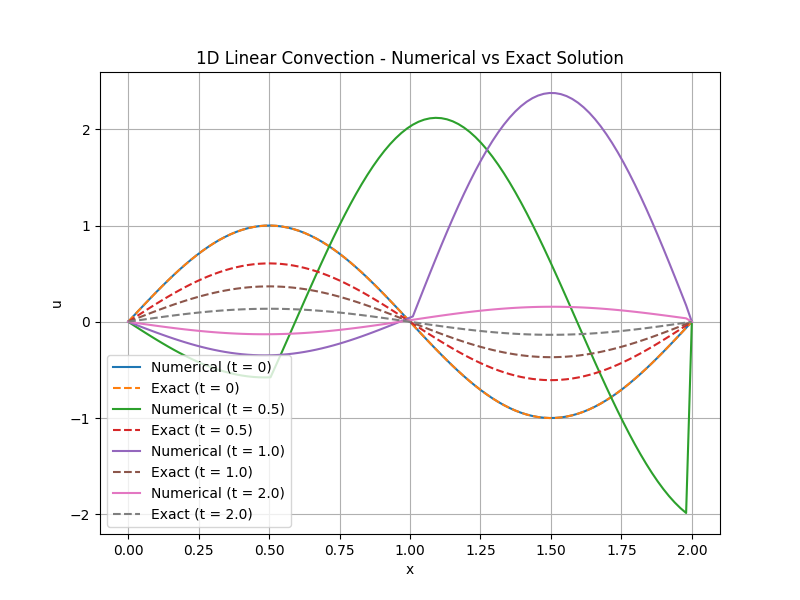 1D Linear Convection - Numerical vs Exact Solution
u
2
1
0
−1
−2
Numerical (t = 0)
Exact (t = 0)
Numerical (t = 0.5)
Exact (t = 0.5)
Numerical (t = 1.0)
Exact (t = 1.0)
Numerical (t = 2.0)
Exact (t = 2.0)
0.00 0.25 0.50 0.75 1.00 1.25 1.50 1.75 2.00
x